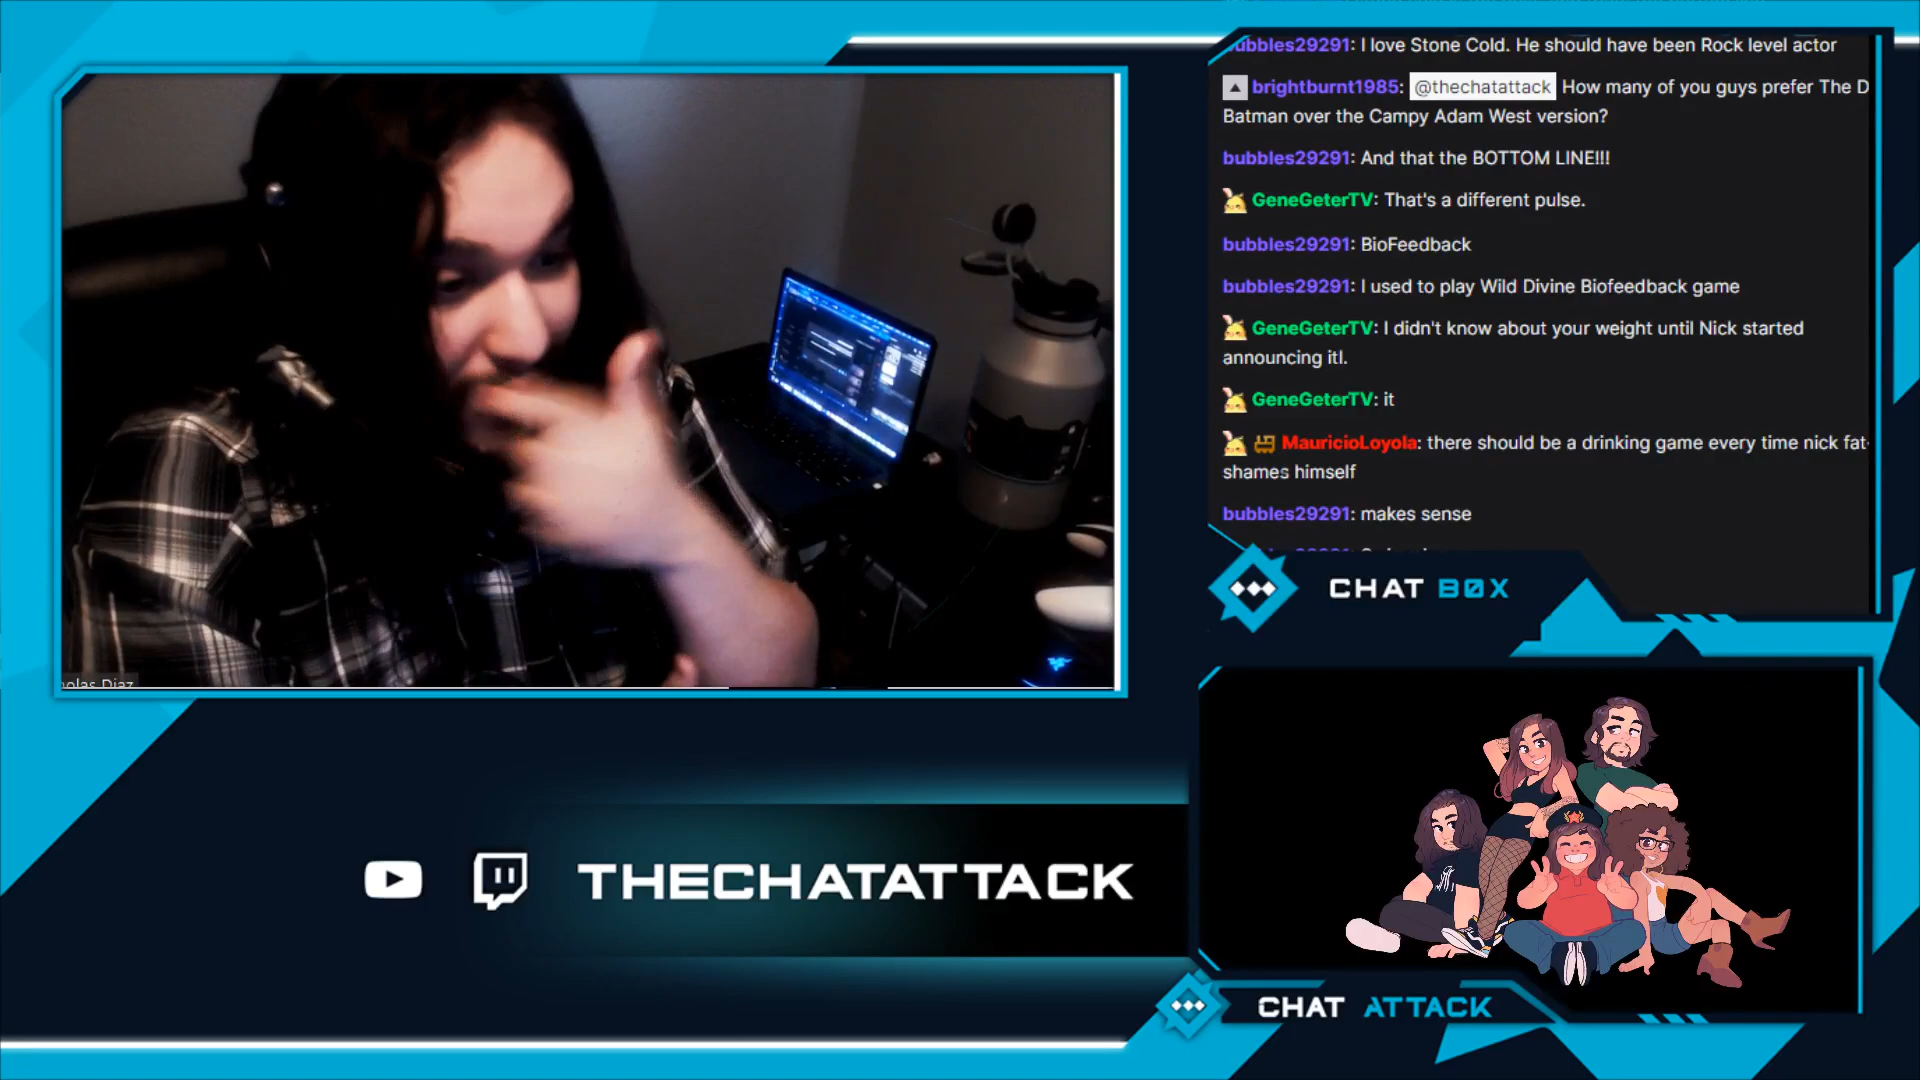 bubbles29291: I love Stone Cold. He should have been Rock level actor
brightburnt1985: @thechatattack How many of you guys prefer The D
Batman over the Campy Adam West version?
bubbles29291: And that the BOTTOM LINE!!!
GeneGeterTV: That's a different pulse.
bubbles29291: BioFeedback
bubbles29291: I used to play Wild Divine Biofeedback game
GeneGeterTV: I didn't know about your weight until Nick started
announcing itl.
GeneGeterTV: it
MauricioLoyola: there should be a drinking game every time nick fat-
shames himself
bubbles29291: makes sense
CHAT BOX
olas Diaz
THECHATATTACK
CHAT ATTACK